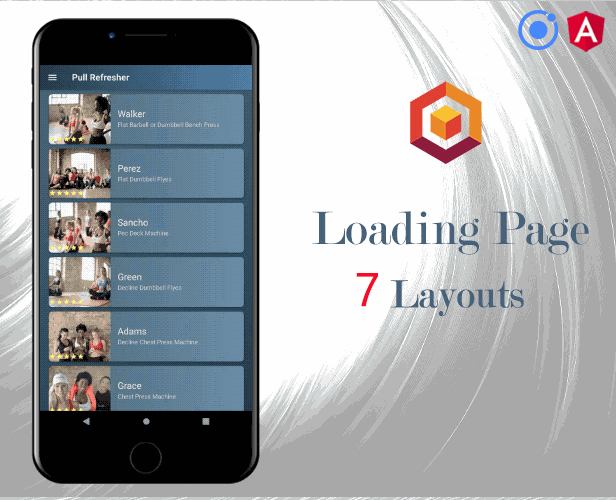 Pull Refresher
Walker
Flat Barbell or Dumbbell Bench Press
Perez
Flat Dumbbell Flyes
Sancho
Pec Deck Machine
Green
Decline Dumbbell Flyes
Adams
Decline Chest Press Machine
Grace
Chest Press Machine
A
Loading Page
7 Layouts